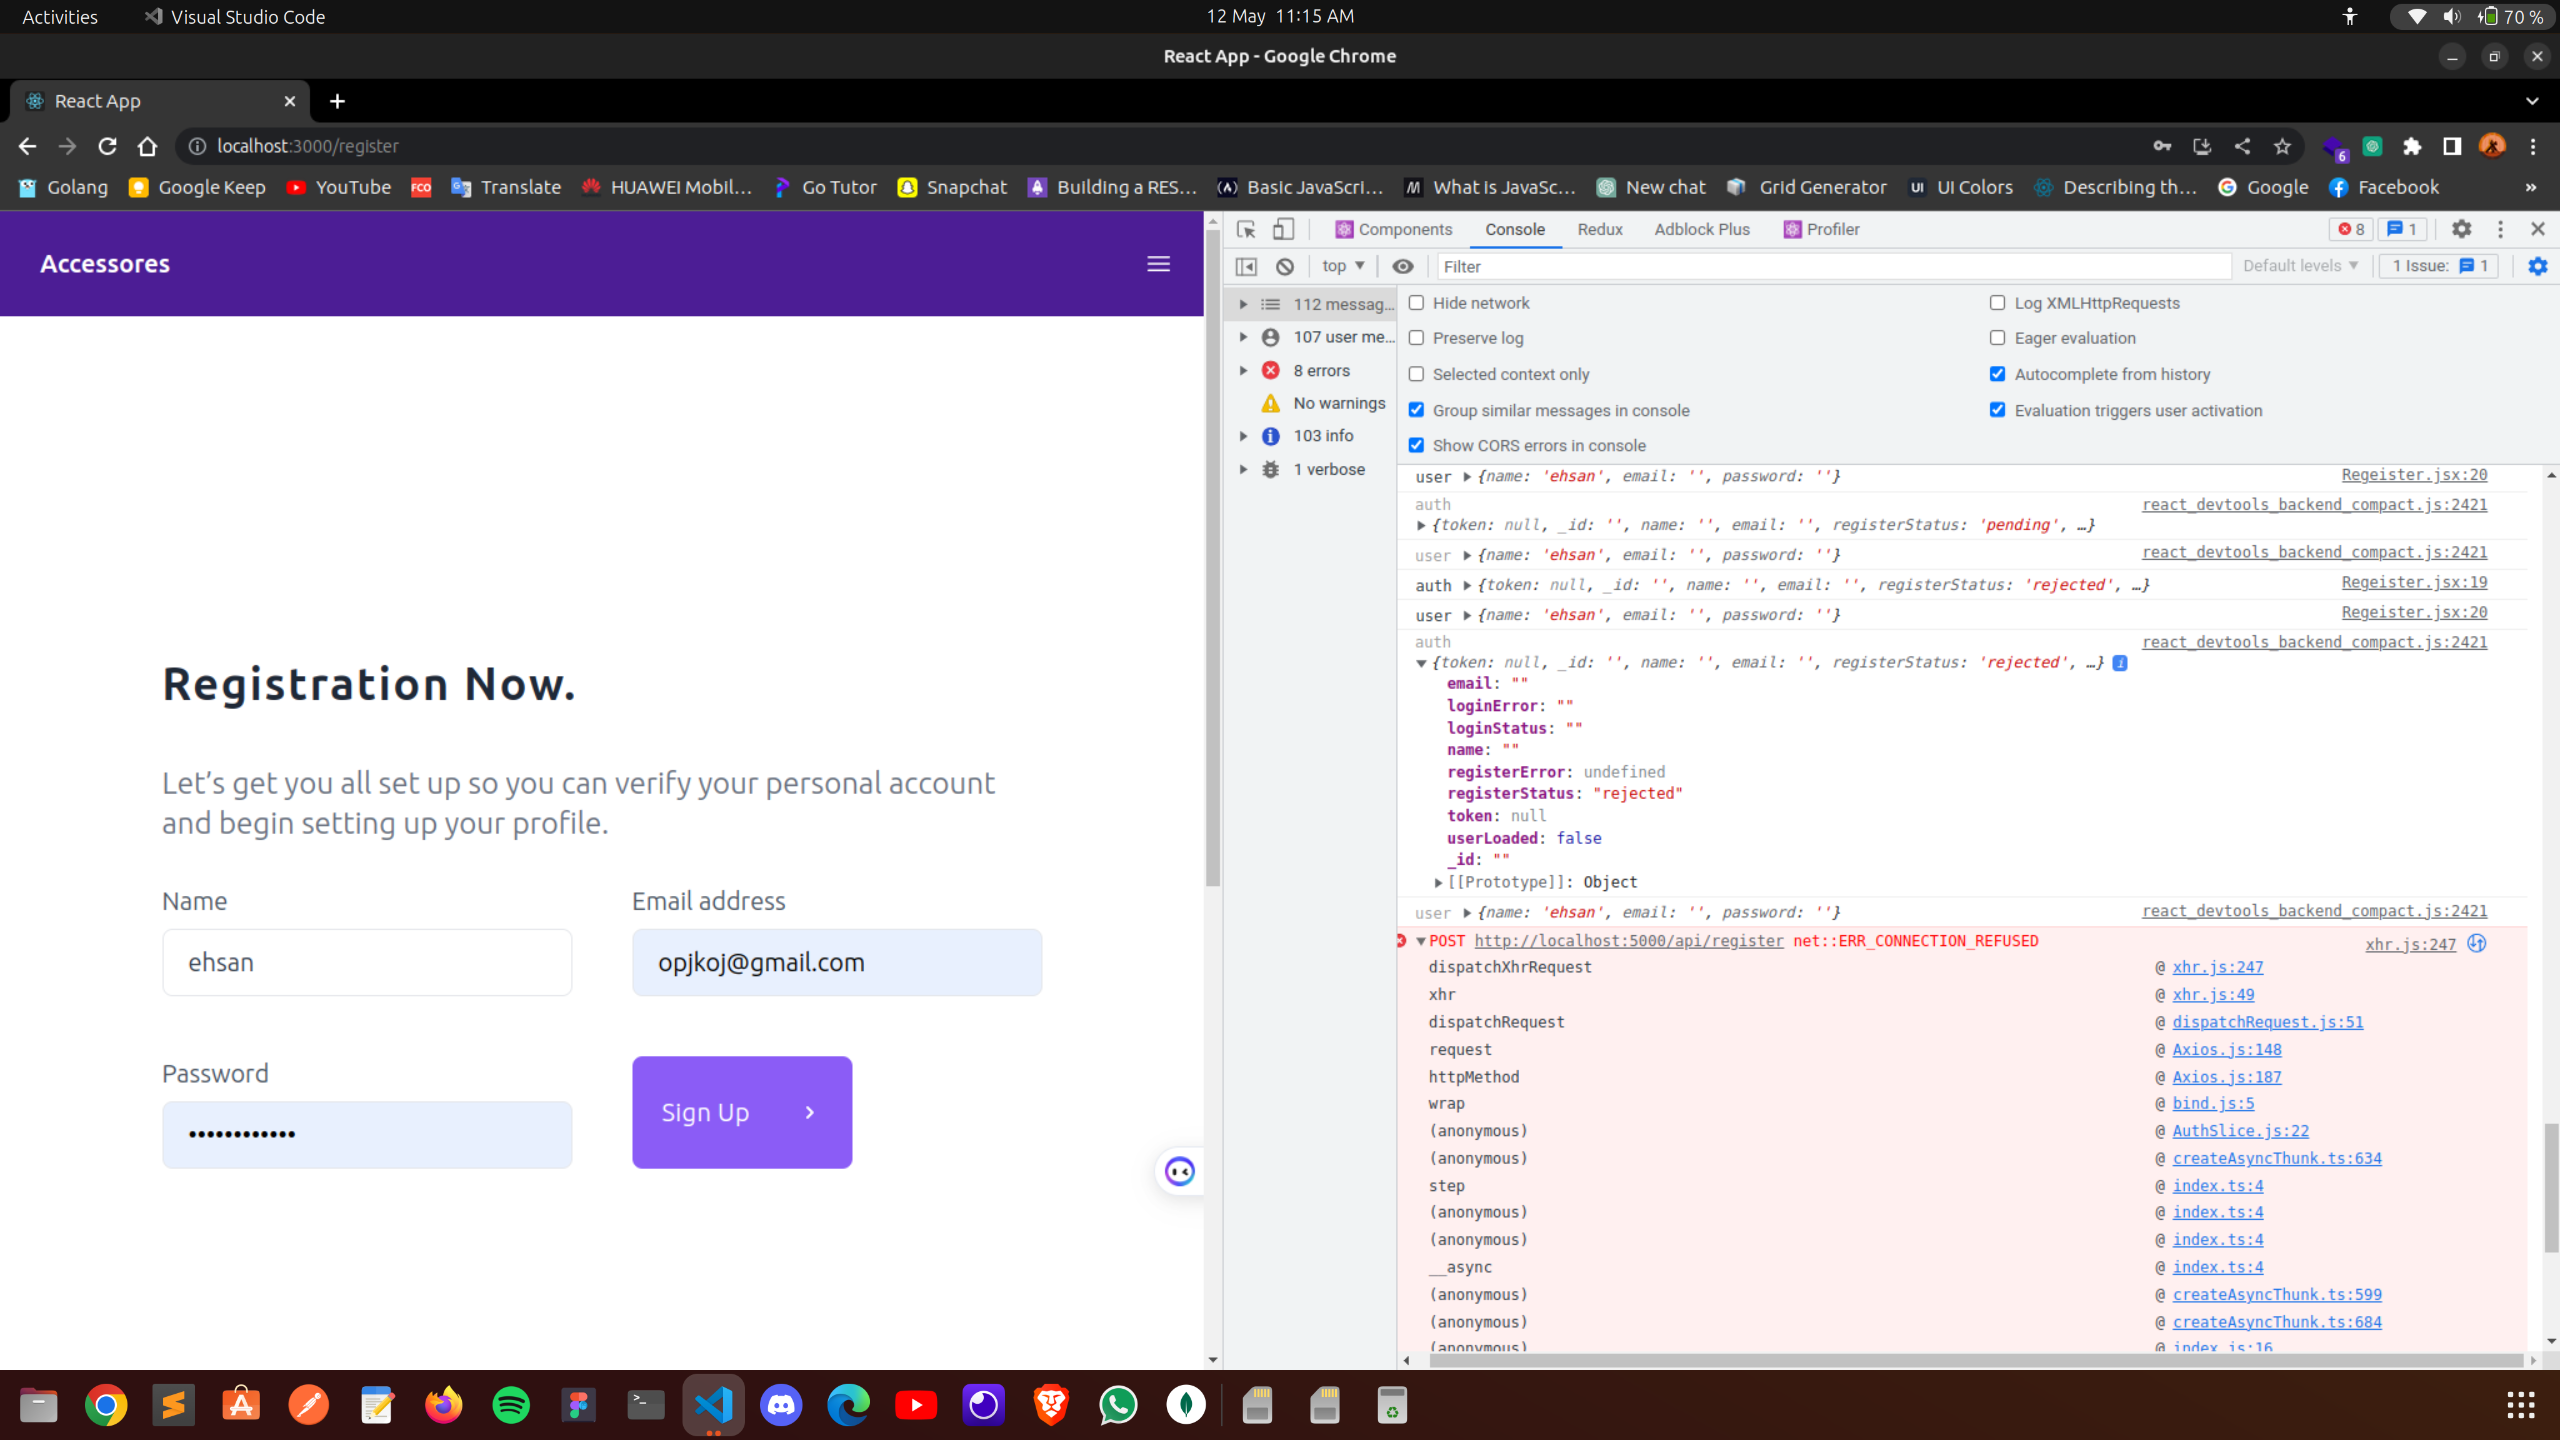 Activities
Visual Studio Code
12 May 11:15 AM
70 %
React App - Google Chrome
React App
localhost:3000/register
6
Golang
Google Keep
YouTube
FCO
Translate
HUAWEI Mobil...
Go Tutor
Snapchat
Building a RES...
Basic JavaScri...
What is JavaSc...
New chat
Grid Generator
UI
UI Colors
Describing th...
Google
Facebook
»
Accessores
Registration Now.
Let's get you all set up so you can verify your personal account
and begin setting up your profile.
Name
Email address
ehsan
opjkoj@gmail.com
Password
••••••••••••
Sign Up
Components
Console
Redux
Adblock Plus
Profiler
8
1
top
Filter
Default levels
1 Issue: 1
112 messag...
107 user me...
8 errors
No warnings
103 info
1 verbose
Hide network
Log XMLHttpRequests
Preserve log
Eager evaluation
Selected context only
Autocomplete from history
Group similar messages in console
Evaluation triggers user activation
Show CORS errors in console
user {name: 'ehsan', email: '', password: ''} Regeister.jsx:20
auth react_devtools_backend_compact.js:2421
{token: null, _id: '', name: '', email: '', registerStatus: 'pending', …}
user {name: 'ehsan', email: '', password: ''} react_devtools_backend_compact.js:2421
auth {token: null, _id: '', name: '', email: '', registerStatus: 'rejected', …} Regeister.jsx:19
user {name: 'ehsan', email: '', password: ''} Regeister.jsx:20
auth react_devtools_backend_compact.js:2421
{token: null, _id: '', name: '', email: '', registerStatus: 'rejected', …} i
email: ""
loginError: ""
loginStatus: ""
name: ""
registerError: undefined
registerStatus: "rejected"
token: null
userLoaded: false
_id: ""
[[Prototype]]: Object
user {name: 'ehsan', email: '', password: ''} react_devtools_backend_compact.js:2421
POST http://localhost:5000/api/register net::ERR_CONNECTION_REFUSED xhr.js:247
dispatchXhrRequest @ xhr.js:247
xhr @ xhr.js:49
dispatchRequest @ dispatchRequest.js:51
request @ Axios.js:148
httpMethod @ Axios.js:187
wrap @ bind.js:5
(anonymous) @ AuthSlice.js:22
(anonymous) @ createAsyncThunk.ts:634
step @ index.ts:4
(anonymous) @ index.ts:4
(anonymous) @ index.ts:4
__async @ index.ts:4
(anonymous) @ createAsyncThunk.ts:599
(anonymous) @ createAsyncThunk.ts:684
(anonymous) @ index.js:16